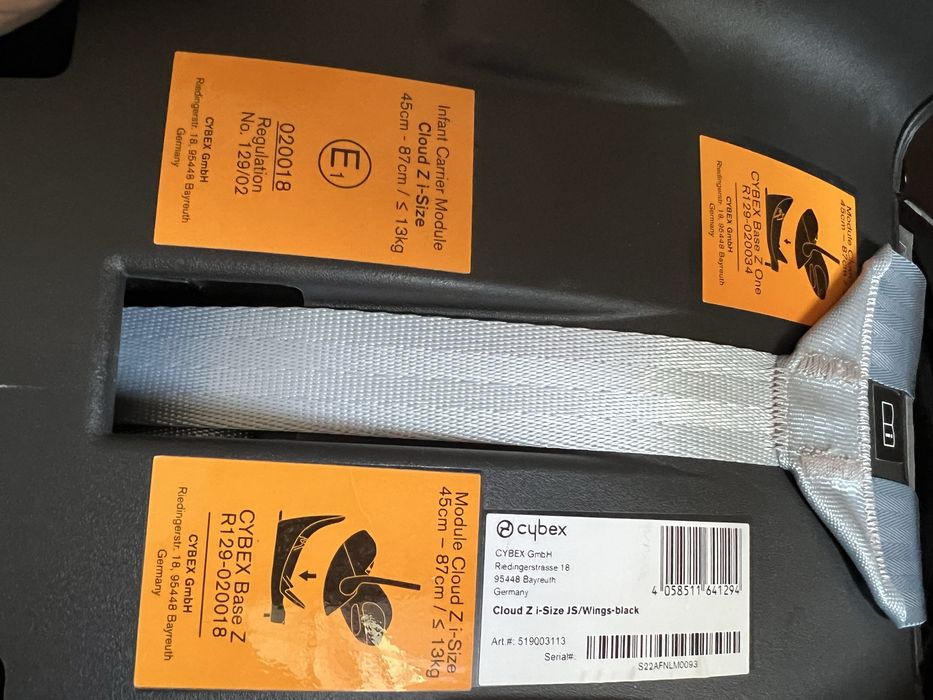 Infant Carrier Module
Cloud Z i-Size
45cm - 87cm / ≤ 13kg
E1
020018
Regulation
No. 129/02
CYBEX GmbH
Riedingerstr. 18, 95448 Bayreuth
Germany
Module
45cm – 87cm
CYBEX Base Z One
R129-020034
CYBEX GmbH
Riedingerstr. 18, 95448 Bayreuth
Germany
Module Cloud Z i-Size
45cm – 87cm / ≤ 13kg
CYBEX Base Z
R129-020018
CYBEX GmbH
Riedingerstr. 18, 95448 Bayreuth
Germany
cybex
CYBEX GmbH
Riedingerstrasse 18
95448 Bayreuth
Germany
4 058511 641294
Cloud Z i-Size JS/Wings-black
Art.#: 519003113
Serial#:
S22AFNLM0093